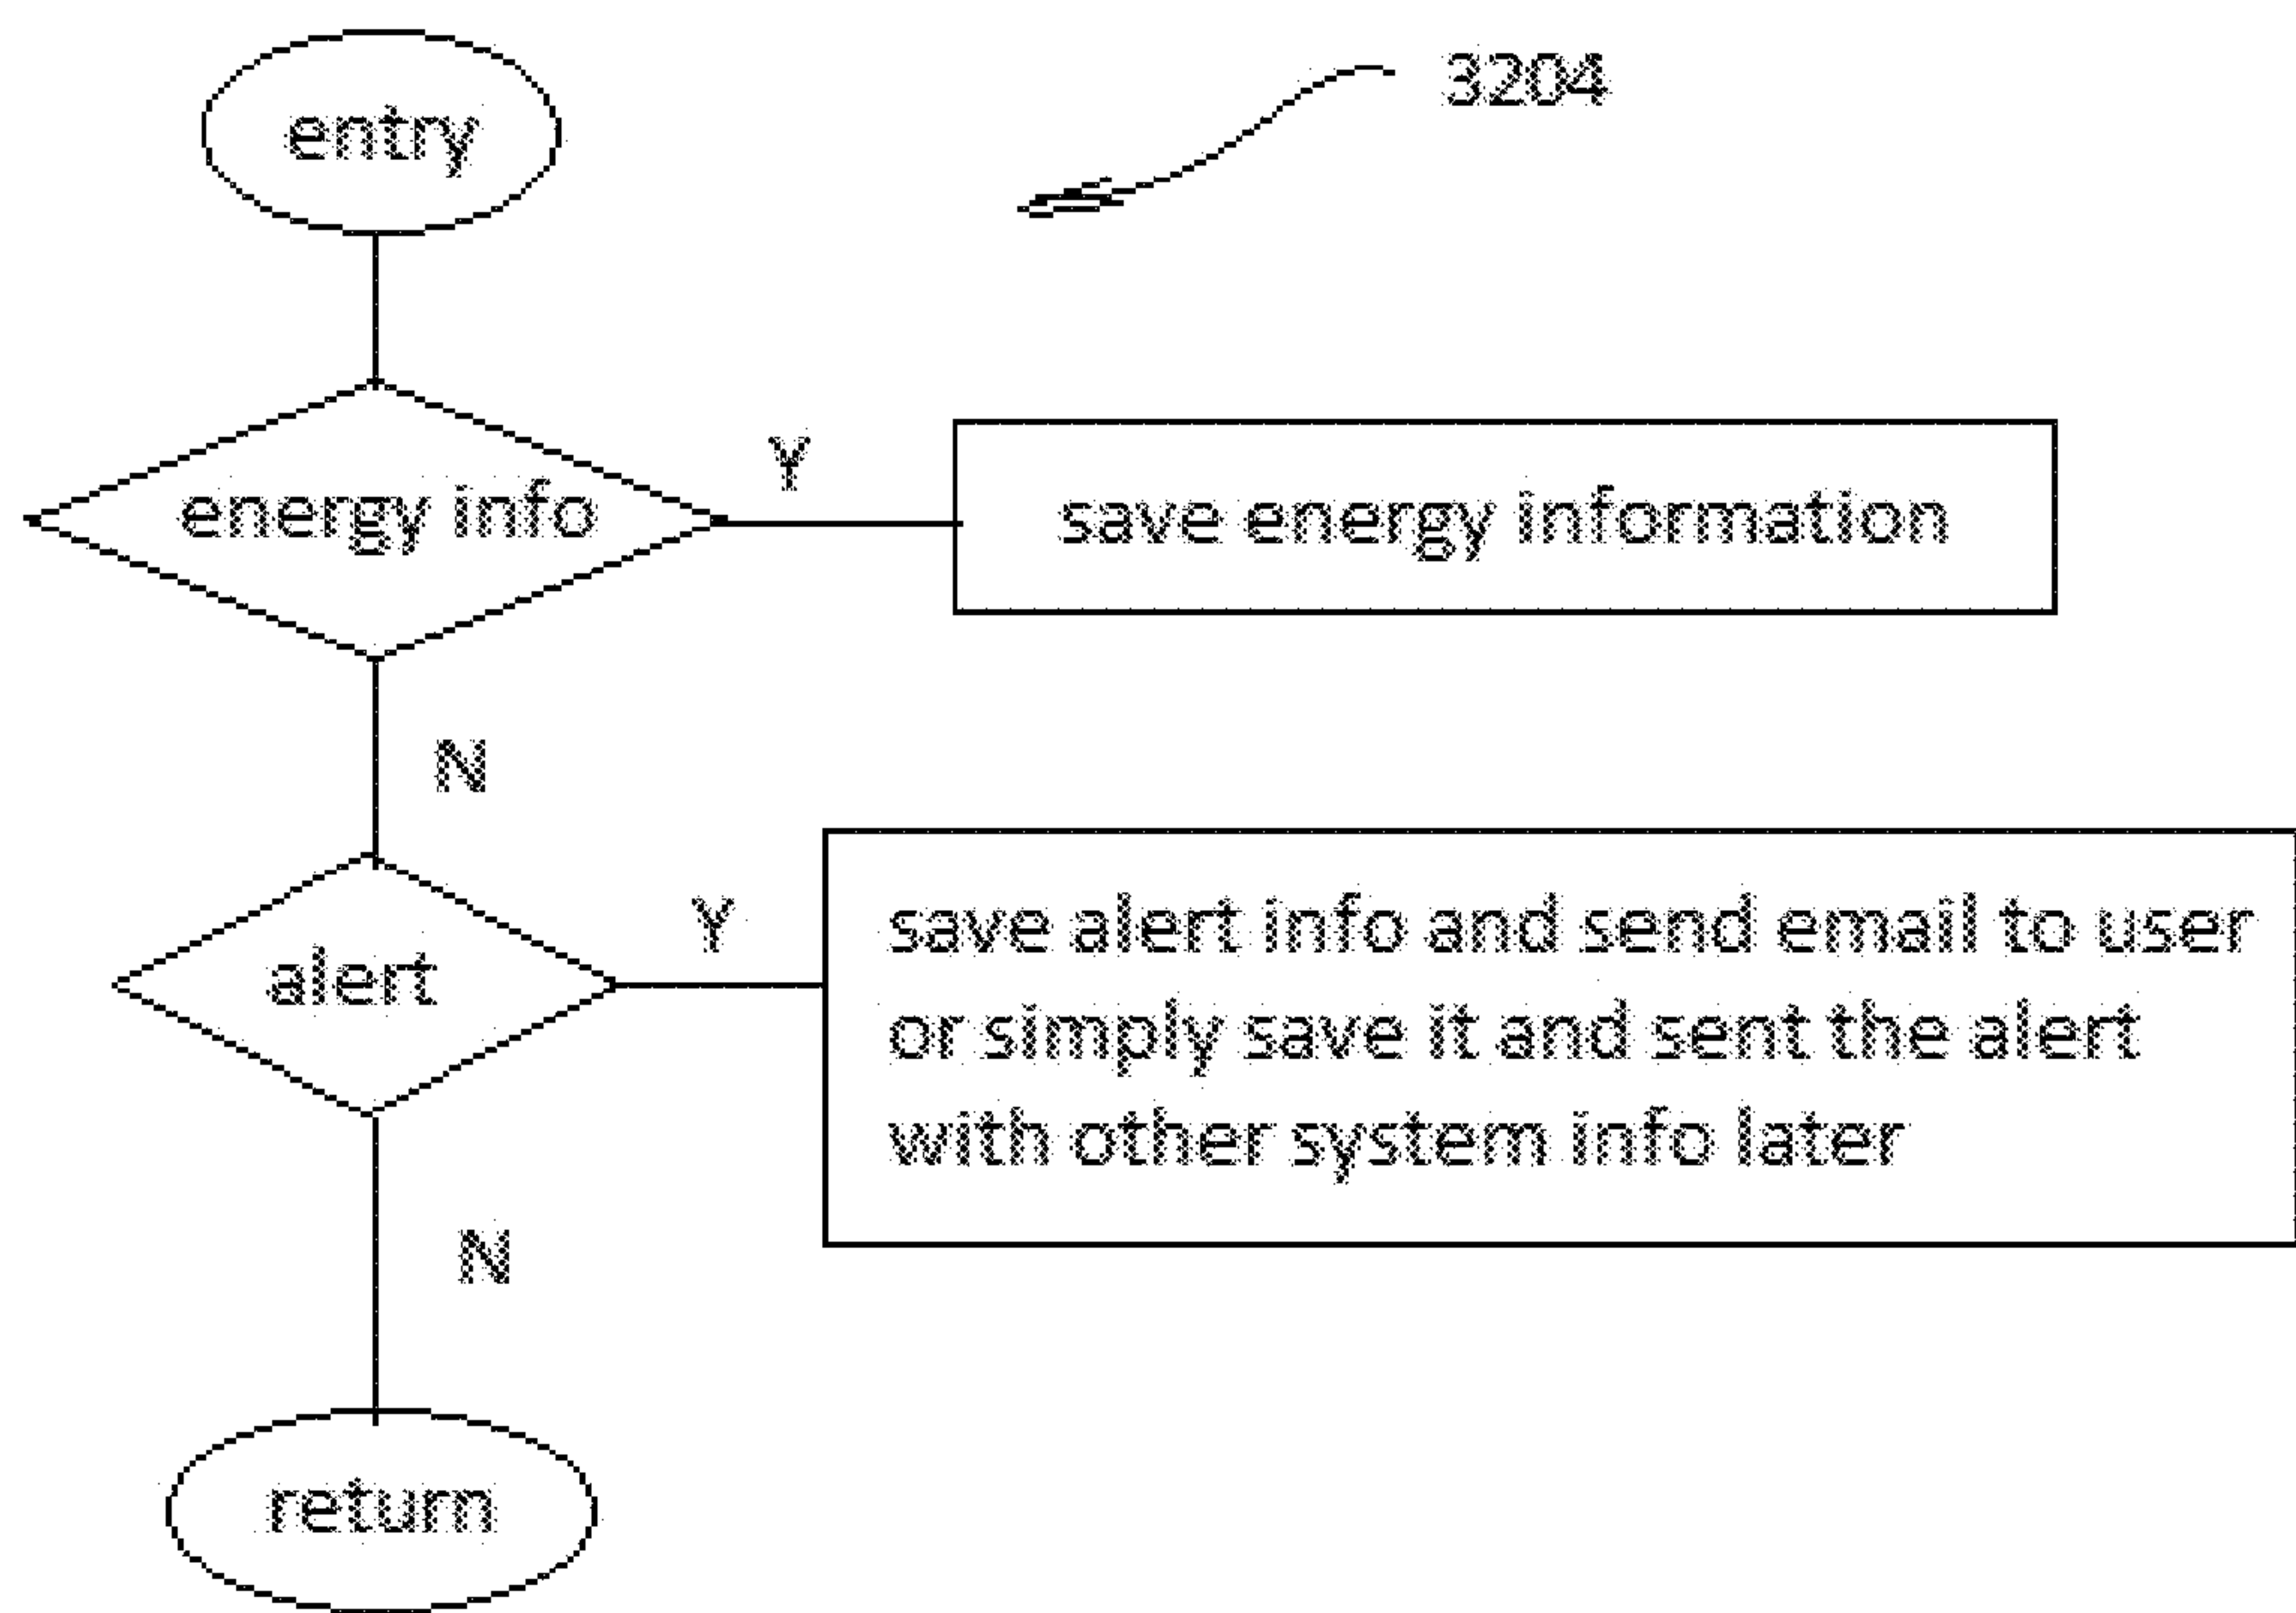 entry
3204
energy info
Y
save energy information
N
alert
Y
save alert info and send email to user
or simply save it and sent the alert
with other system info later
N
return